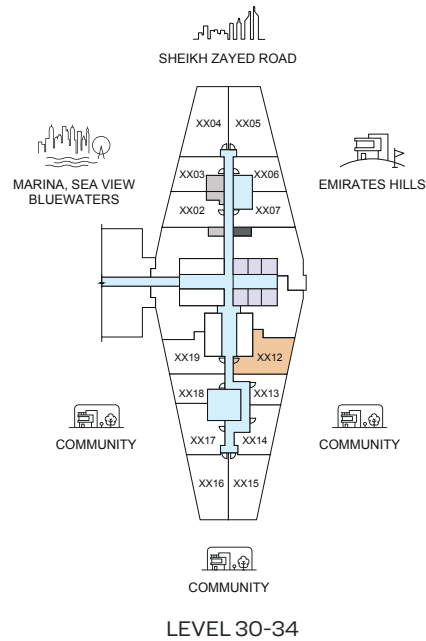 SHEIKH ZAYED ROAD
XX04
XX05
MARINA, SEA VIEW
BLUEWATERS
EMIRATES HILLS
XX03
XX06
XX02
XX07
XX19
XX12
XX18
XX13
COMMUNITY
COMMUNITY
XX17
XX14
XX16
XX15
COMMUNITY
LEVEL 30-34